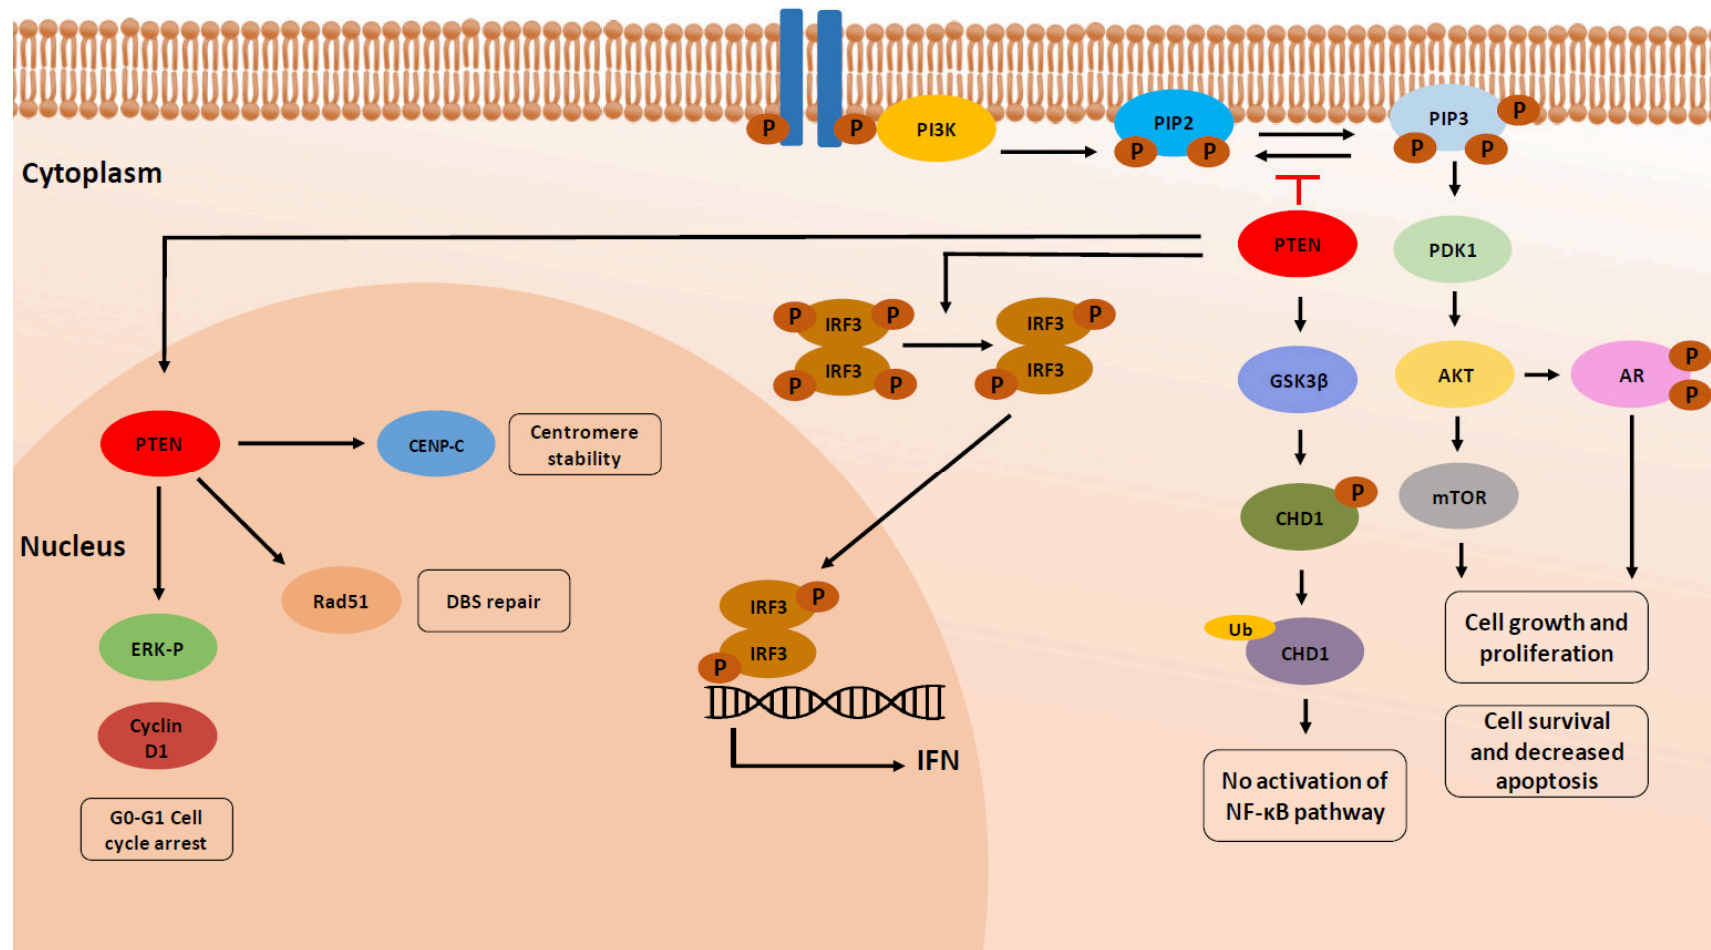 P
P
PI3K
PIP2
P
P
PIP3
P
P
P
Cytoplasm
PTEN
PDK1
P
IRF3
P
P
IRF3
P
IRF3
P
P
IRF3
GSK3β
AKT
AR
P
P
PTEN
CENP-C
Centromere
stability
CHD1
P
mTOR
Nucleus
Rad51
DBS repair
ERK-P
Cyclin
D1
G0-G1 Cell
cycle arrest
IRF3
P
P
IRF3
IFN
Ub
CHD1
No activation of
NF-κB pathway
Cell growth and
proliferation
Cell survival
and decreased
apoptosis